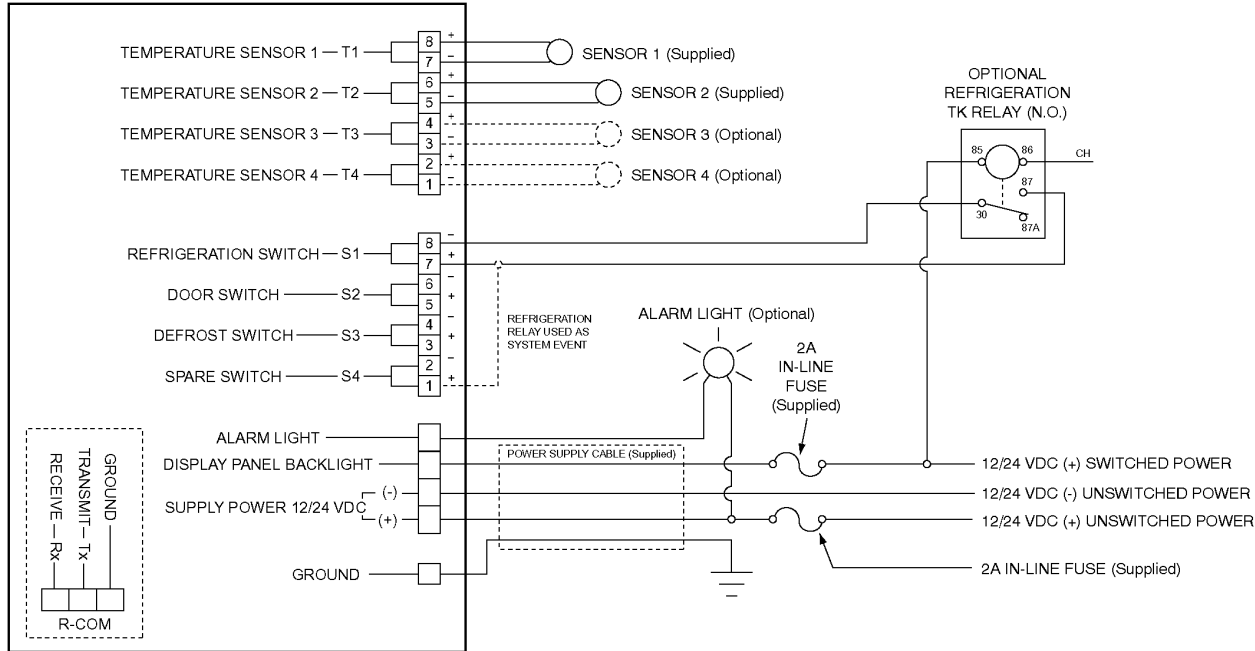 TEMPERATURE SENSOR 1 — T1
8 +
7 −
SENSOR 1 (Supplied)
TEMPERATURE SENSOR 2 — T2
6 +
5 −
SENSOR 2 (Supplied)
TEMPERATURE SENSOR 3 — T3
4 +
3 −
SENSOR 3 (Optional)
TEMPERATURE SENSOR 4 — T4
2 +
1 −
SENSOR 4 (Optional)
OPTIONAL
REFRIGERATION
TK RELAY (N.O.)
85
86
CH
87
30
87A
REFRIGERATION SWITCH — S1
8 −
7 +
DOOR SWITCH — S2
6 −
5 +
DEFROST SWITCH — S3
4 −
3 +
SPARE SWITCH — S4
2 −
1 +
REFRIGERATION
RELAY USED AS
SYSTEM EVENT
ALARM LIGHT (Optional)
2A
IN-LINE
FUSE
(Supplied)
ALARM LIGHT
DISPLAY PANEL BACKLIGHT
SUPPLY POWER 12/24 VDC
(-)
(+)
POWER SUPPLY CABLE (Supplied)
12/24 VDC (+) SWITCHED POWER
12/24 VDC (-) UNSWITCHED POWER
12/24 VDC (+) UNSWITCHED POWER
2A IN-LINE FUSE (Supplied)
GROUND
RECEIVE — Rx
TRANSMIT — Tx
GROUND
R-COM